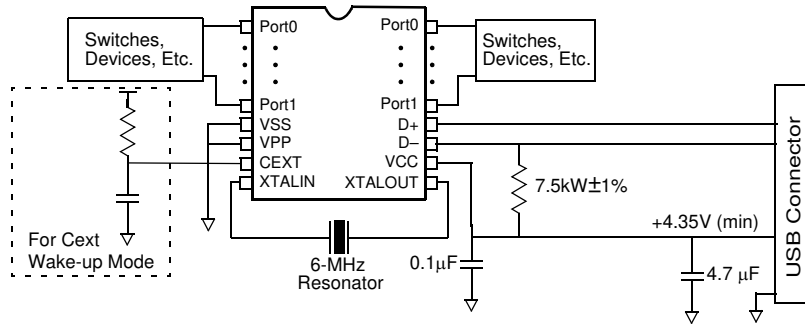 Port0
Port0
Switches,
Devices, Etc.
Switches,
Devices, Etc.
Port1
Port1
VSS
D+
VPP
D–
CEXT
VCC
XTALIN
XTALOUT
7.5kW±1%
USB Connector
For Cext
Wake-up Mode
6-MHz
Resonator
0.1µF
+4.35V (min)
4.7 µF